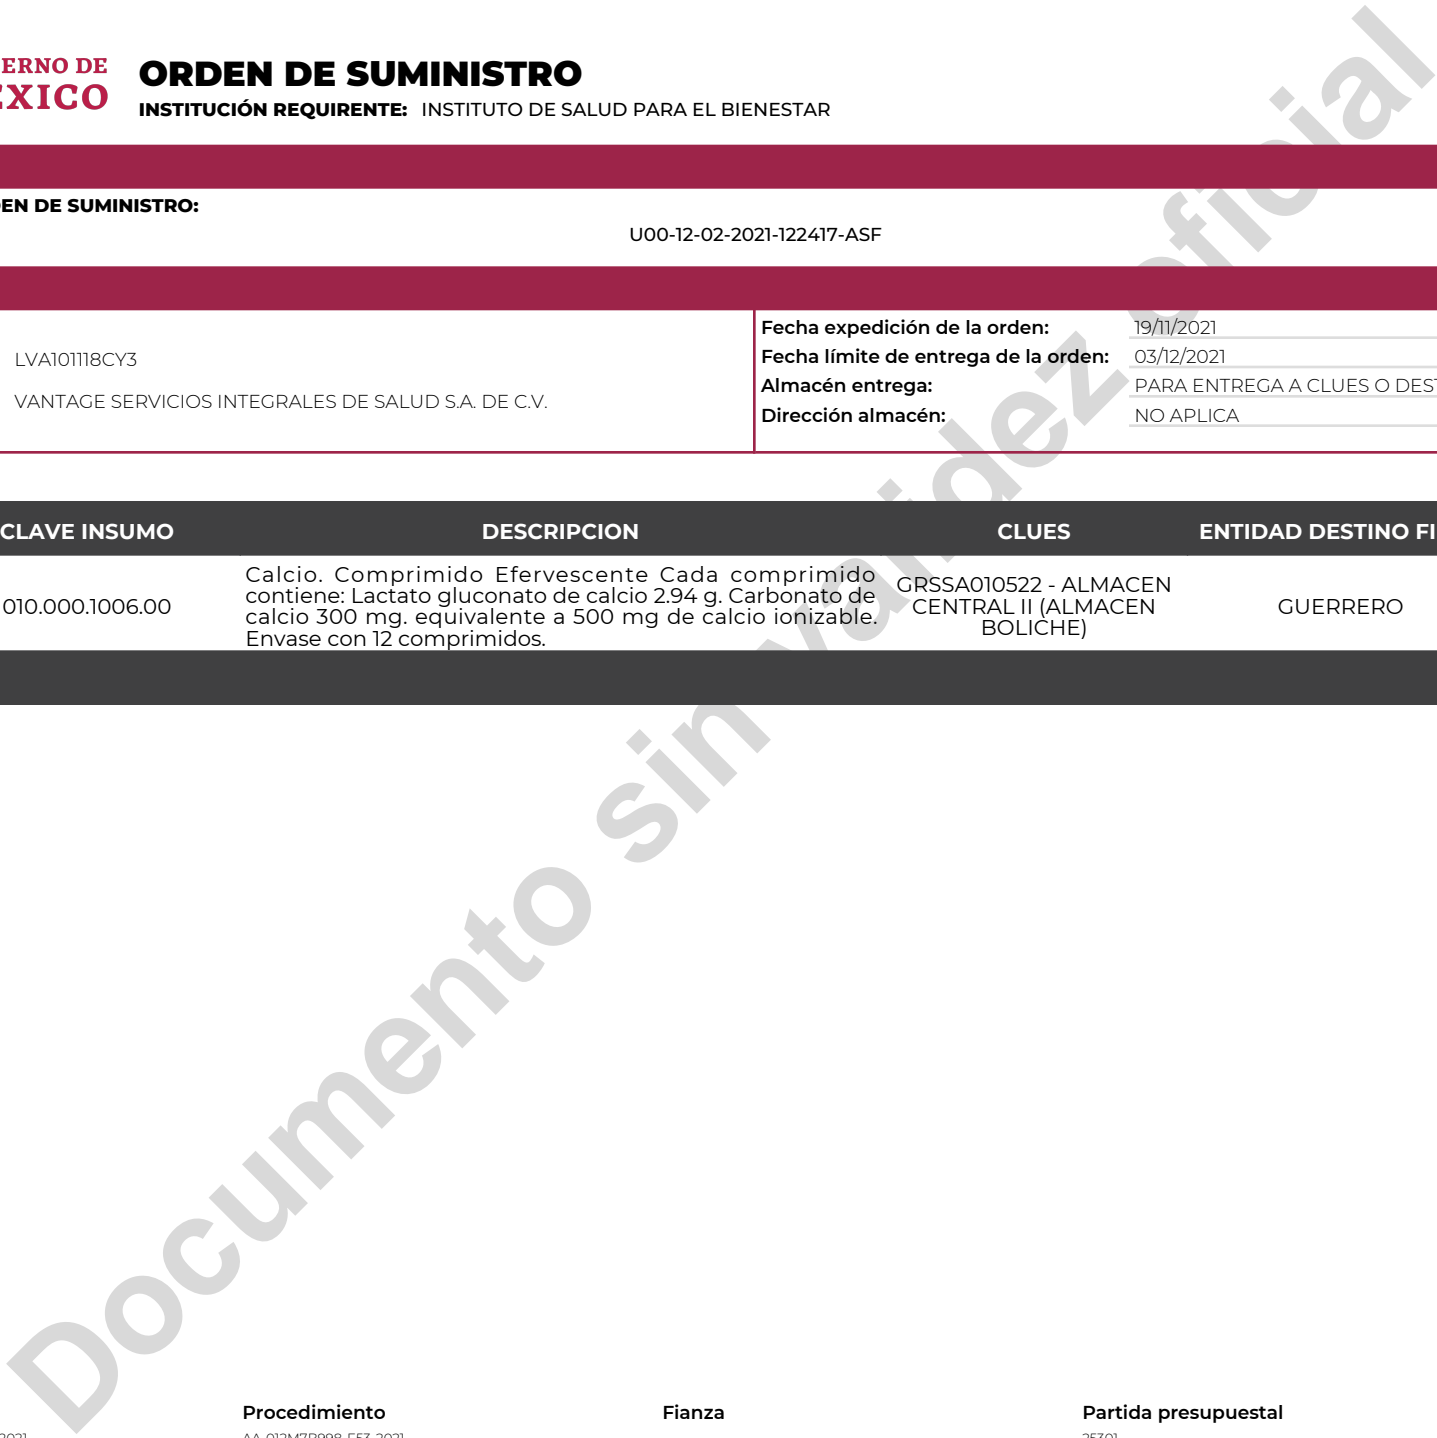 ERNO DE
ÉXICO
ORDEN DE SUMINISTRO
INSTITUCIÓN REQUIRENTE: INSTITUTO DE SALUD PARA EL BIENESTAR
EN DE SUMINISTRO:
U00-12-02-2021-122417-ASF
LVA101118CY3
VANTAGE SERVICIOS INTEGRALES DE SALUD S.A. DE C.V.
Fecha expedición de la orden: 19/11/2021
Fecha límite de entrega de la orden: 03/12/2021
Almacén entrega: PARA ENTREGA A CLUES O DEST
Dirección almacén: NO APLICA
CLAVE INSUMO DESCRIPCION CLUES ENTIDAD DESTINO FI
010.000.1006.00
Calcio. Comprimido Efervescente Cada comprimido
contiene: Lactato gluconato de calcio 2.94 g. Carbonato de
calcio 300 mg. equivalente a 500 mg de calcio ionizable.
Envase con 12 comprimidos.
GRSSA010522 - ALMACEN
CENTRAL II (ALMACEN
BOLICHE)
GUERRERO
Documento sin validez oficial
Procedimiento Fianza Partida presupuestal